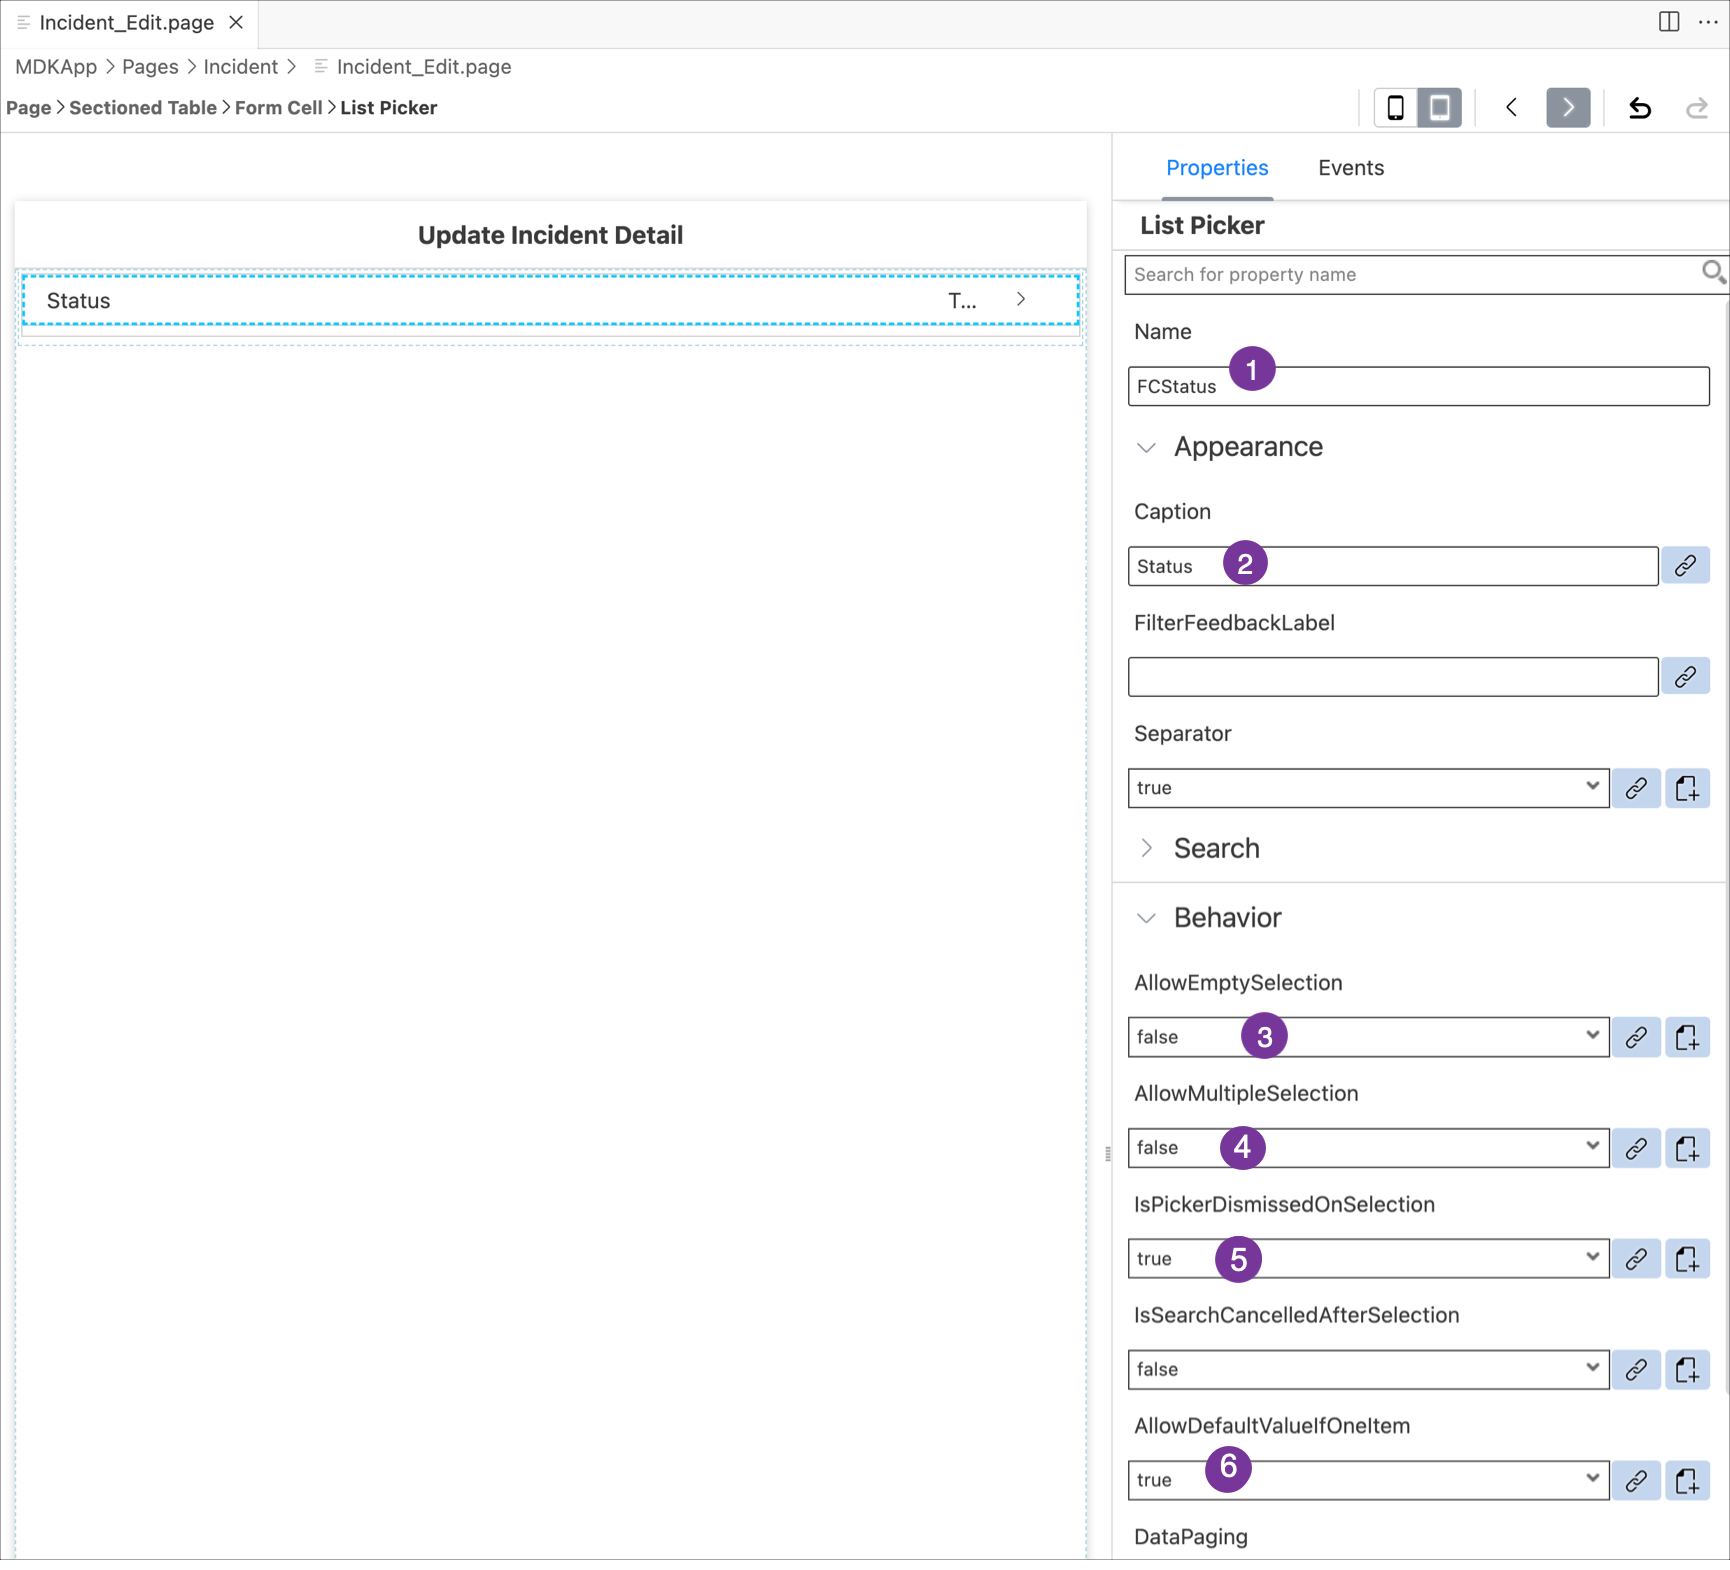 Incident_Edit.page
MDKApp > Pages > Incident > Incident_Edit.page
Page > Sectioned Table > Form Cell > List Picker
Properties Events
Update Incident Detail
Status T... >
List Picker
Search for property name
Name
FCStatus 1
Appearance
Caption
Status 2
FilterFeedbackLabel
Separator
true
Search
Behavior
AllowEmptySelection
false 3
AllowMultipleSelection
false 4
IsPickerDismissedOnSelection
true 5
IsSearchCancelledAfterSelection
false
AllowDefaultValueIfOneItem
true 6
DataPaging